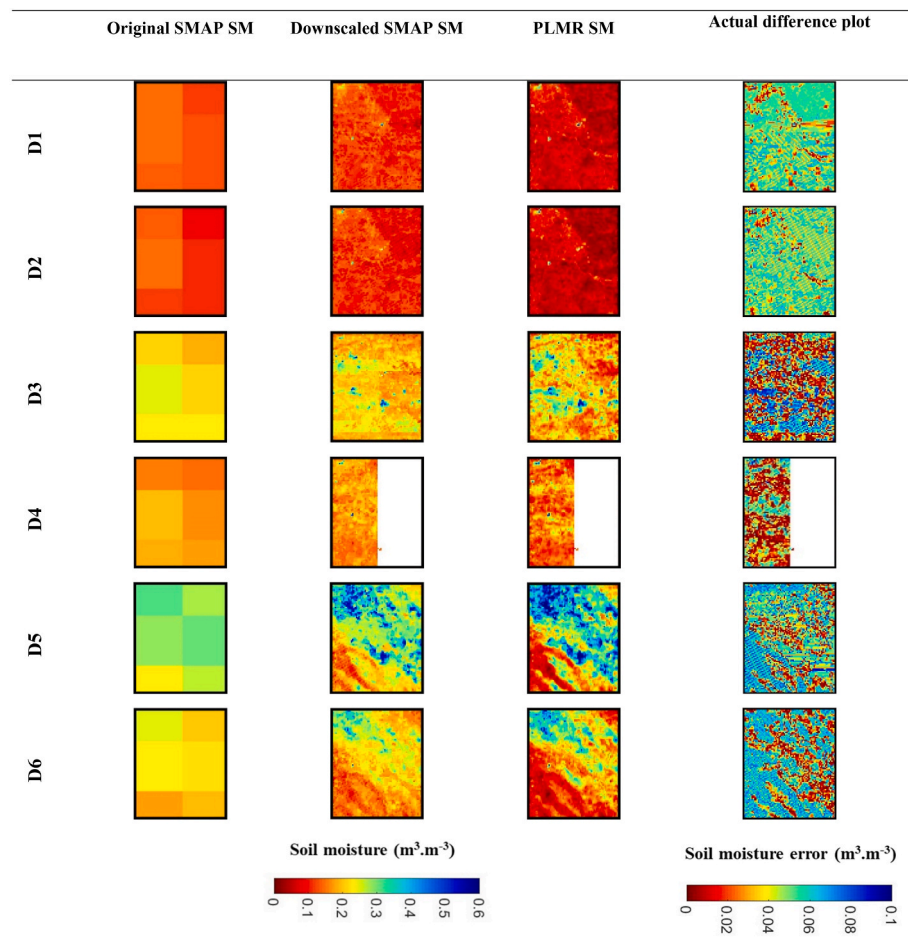 Original SMAP SM Downscaled SMAP SM PLMR SM Actual difference plot
D1
D2
D3
D4
D5
D6
Soil moisture (m³.m⁻³)
0 0.1 0.2 0.3 0.4 0.5 0.6
Soil moisture error (m³.m⁻³)
0 0.02 0.04 0.06 0.08 0.1